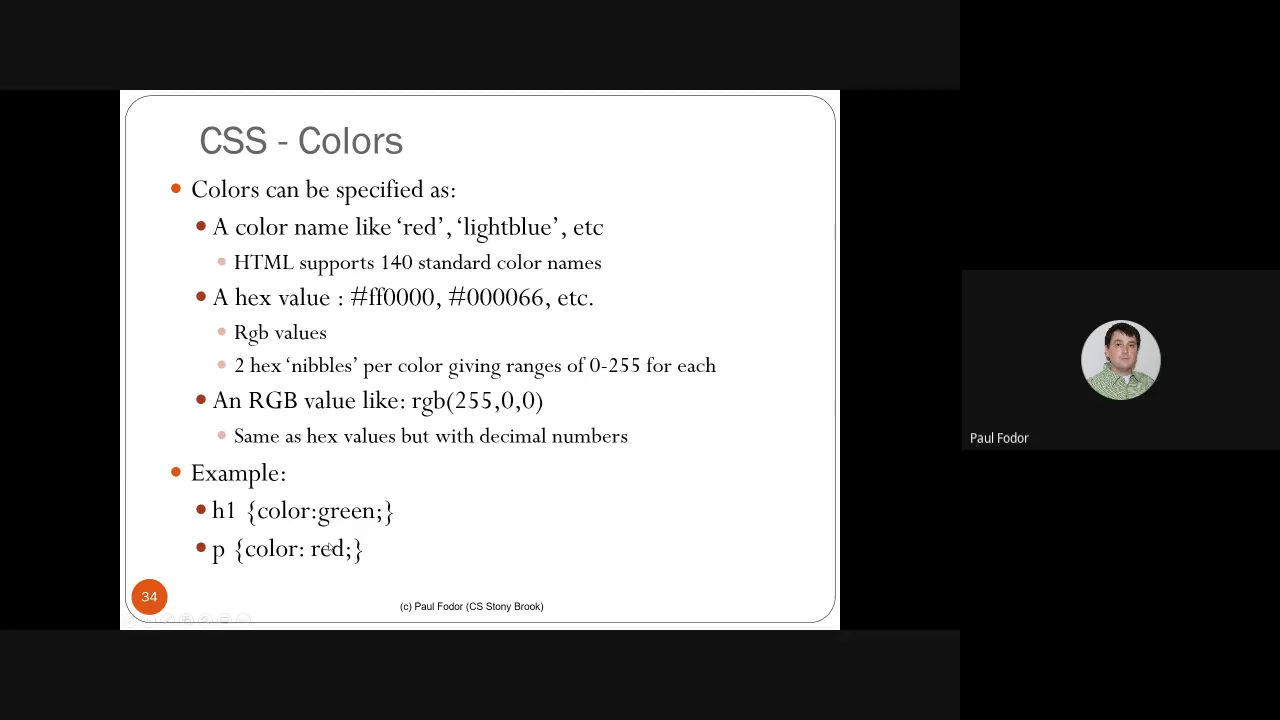 CSS - Colors
Colors can be specified as:
A color name like ‘red’, ‘lightblue’, etc
HTML supports 140 standard color names
A hex value : #ff0000, #000066, etc.
Rgb values
2 hex ‘nibbles’ per color giving ranges of 0-255 for each
An RGB value like: rgb(255,0,0)
Same as hex values but with decimal numbers
Example:
h1 {color:green;}
p {color: red;}
34
(c) Paul Fodor (CS Stony Brook)
Paul Fodor